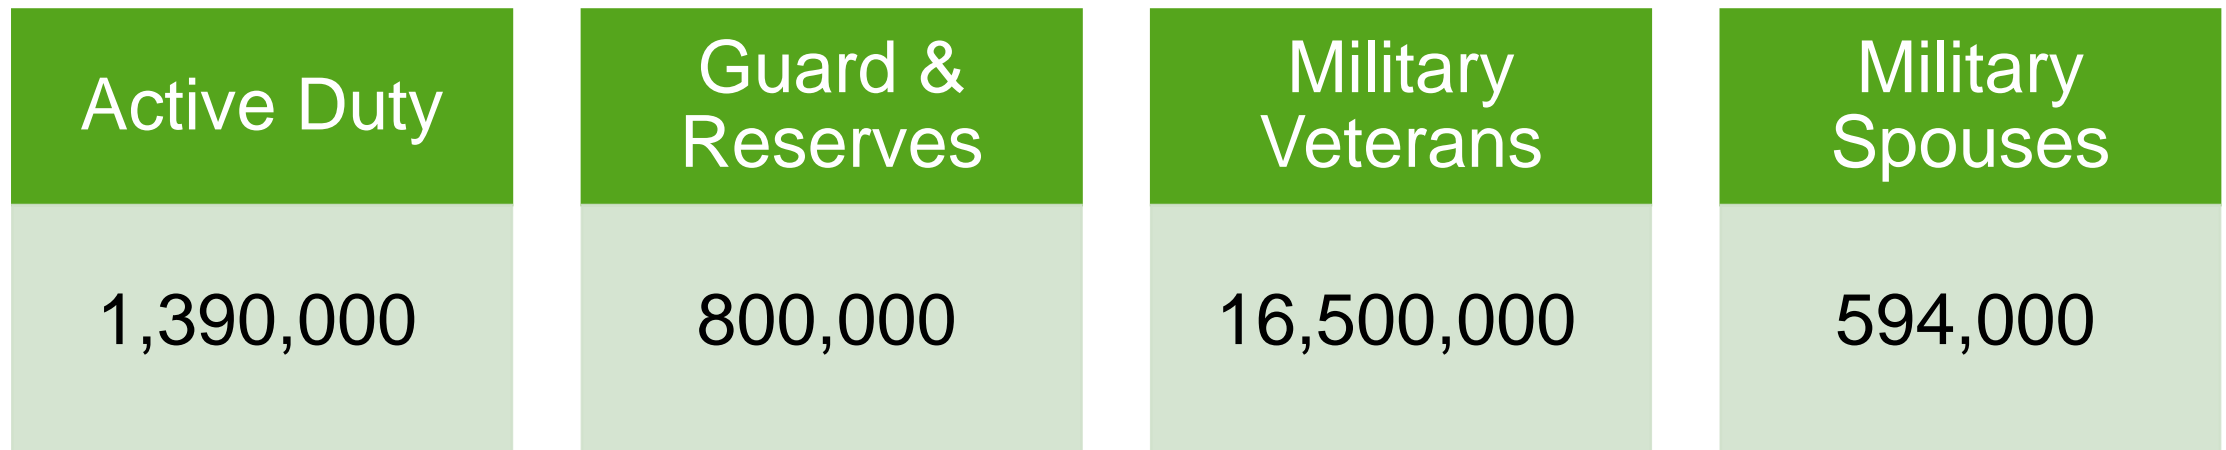 Active Duty
1,390,000
Guard &
Reserves
800,000
Military
Veterans
16,500,000
Military
Spouses
594,000